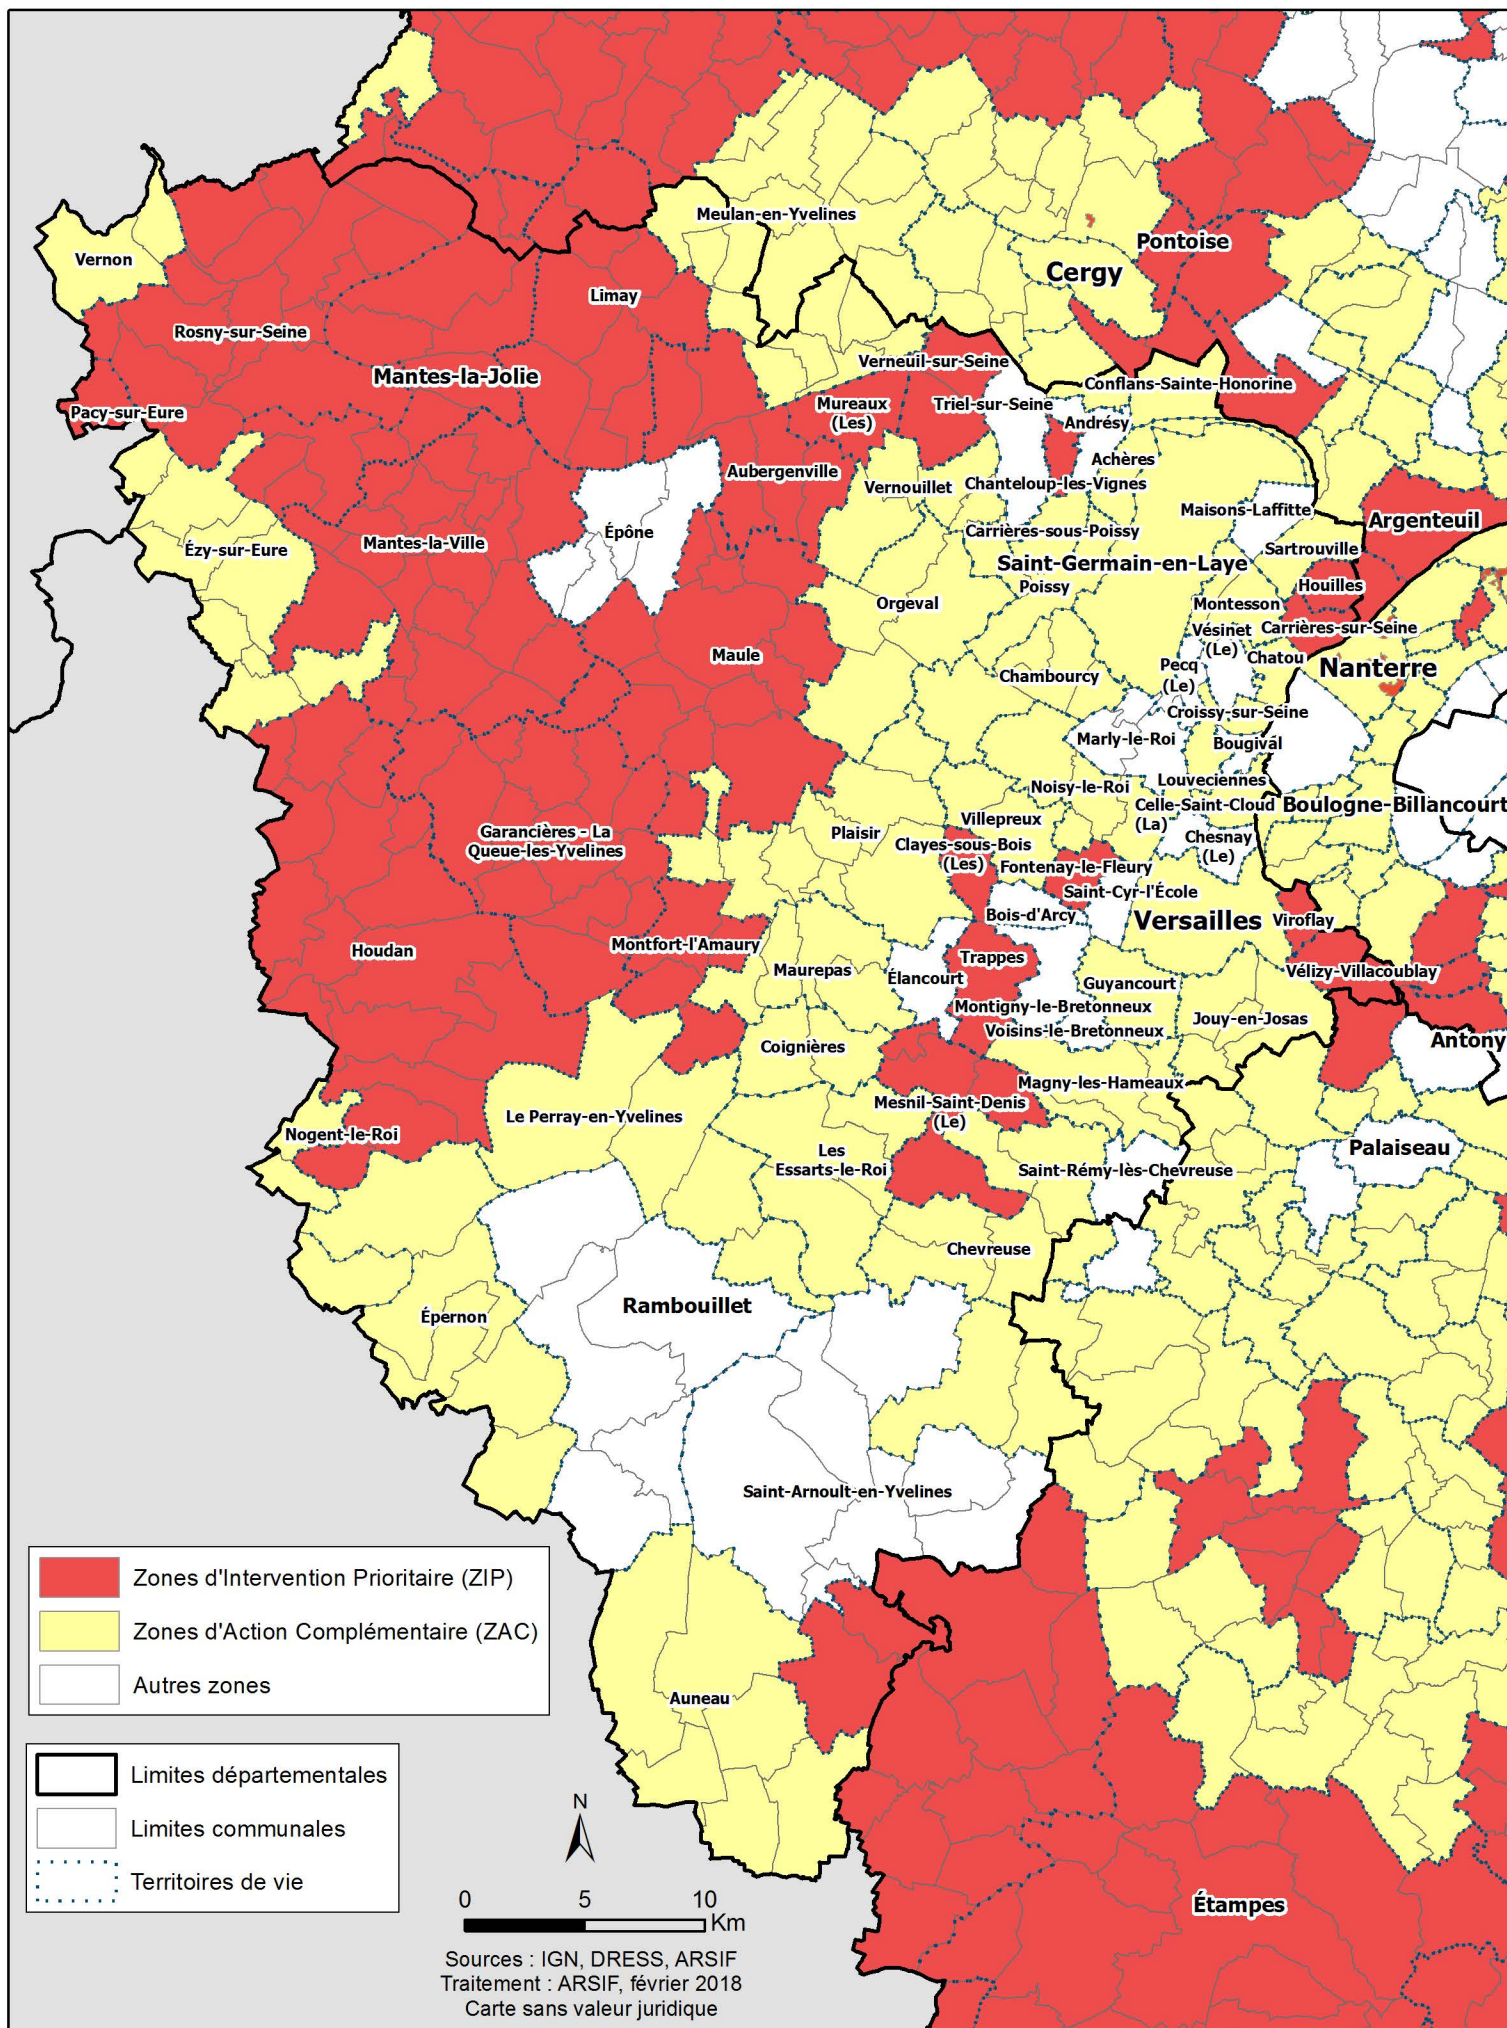 Meulan-en-Yvelines
Pontoise
Vernon
Cergy
Limay
Rosny-sur-Seine
Verneuil-sur-Seine
Mantes-la-Jolie
Conflans-Sainte-Honorine
Pacy-sur-Eure
Mureaux
(Les)
Triel-sur-Seine
Andrésy
Achères
Aubergenville
Vernouillet
Chanteloup-les-Vignes
Maisons-Laffitte
Argenteuil
Épône
Carrières-sous-Poissy
Mantes-la-Ville
Ézy-sur-Eure
Sartrouville
Saint-Germain-en-Laye
Poissy
Houilles
Orgeval
Montesson
Vésinet
(Le)
Carrières-sur-Seine
Maule
Chatou
Pecq
(Le)
Nanterre
Chambourcy
Croissy-sur-Seine
Marly-le-Roi
Bougival
Noisy-le-Roi
Louveciennes
Celle-Saint-Cloud
(La)
Boulogne-Billancourt
Villepreux
Garancières - La
Queue-les-Yvelines
Plaisir
Clayes-sous-Bois
(Les)
Chesnay
(Le)
Fontenay-le-Fleury
Saint-Cyr-l'École
Bois-d'Arcy
Versailles
Viroflay
Houdan
Montfort-l'Amaury
Trappes
Maurepas
Élancourt
Vélizy-Villacoublay
Guyancourt
Montigny-le-Bretonneux
Jouy-en-Josas
Voisins-le-Bretonneux
Antony
Coignières
Magny-les-Hameaux
Mesnil-Saint-Denis
(Le)
Le Perray-en-Yvelines
Nogent-le-Roi
Les
Essarts-le-Roi
Palaiseau
Saint-Rémy-lès-Chevreuse
Chevreuse
Rambouillet
Épernon
Saint-Arnoult-en-Yvelines
Auneau
Étampes
Zones d'Intervention Prioritaire (ZIP)
Zones d'Action Complémentaire (ZAC)
Autres zones
Limites départementales
Limites communales
Territoires de vie
N
0 5 10
Km
Sources : IGN, DRESS, ARSIF
Traitement : ARSIF, février 2018
Carte sans valeur juridique